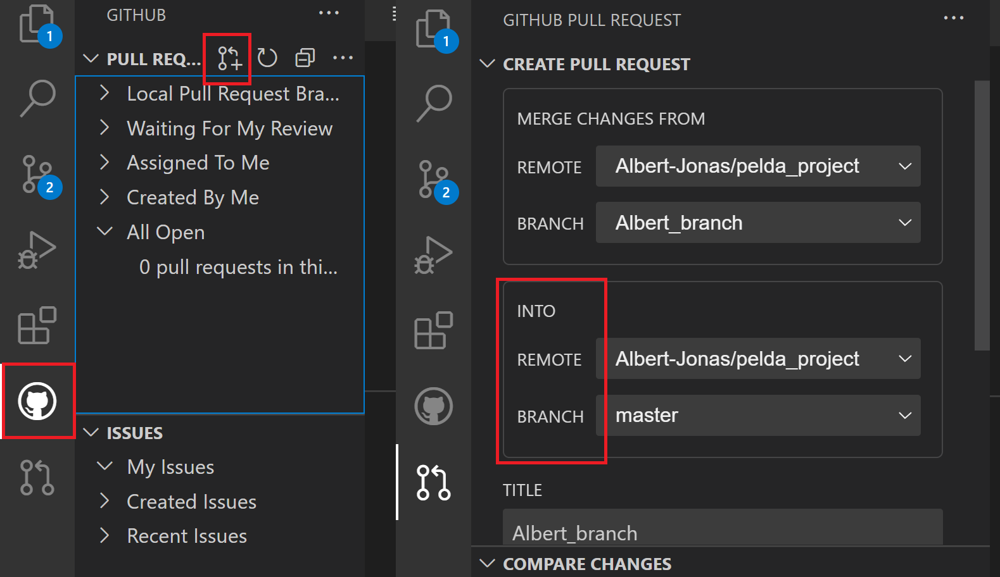 GITHUB
PULL REQ...
Local Pull Request Bra...
Waiting For My Review
Assigned To Me
Created By Me
All Open
0 pull requests in thi...
ISSUES
My Issues
Created Issues
Recent Issues
1
2
GITHUB PULL REQUEST
CREATE PULL REQUEST
MERGE CHANGES FROM
REMOTE Albert-Jonas/pelda_project
BRANCH Albert_branch
INTO
REMOTE Albert-Jonas/pelda_project
BRANCH master
TITLE
Albert_branch
COMPARE CHANGES
1
2